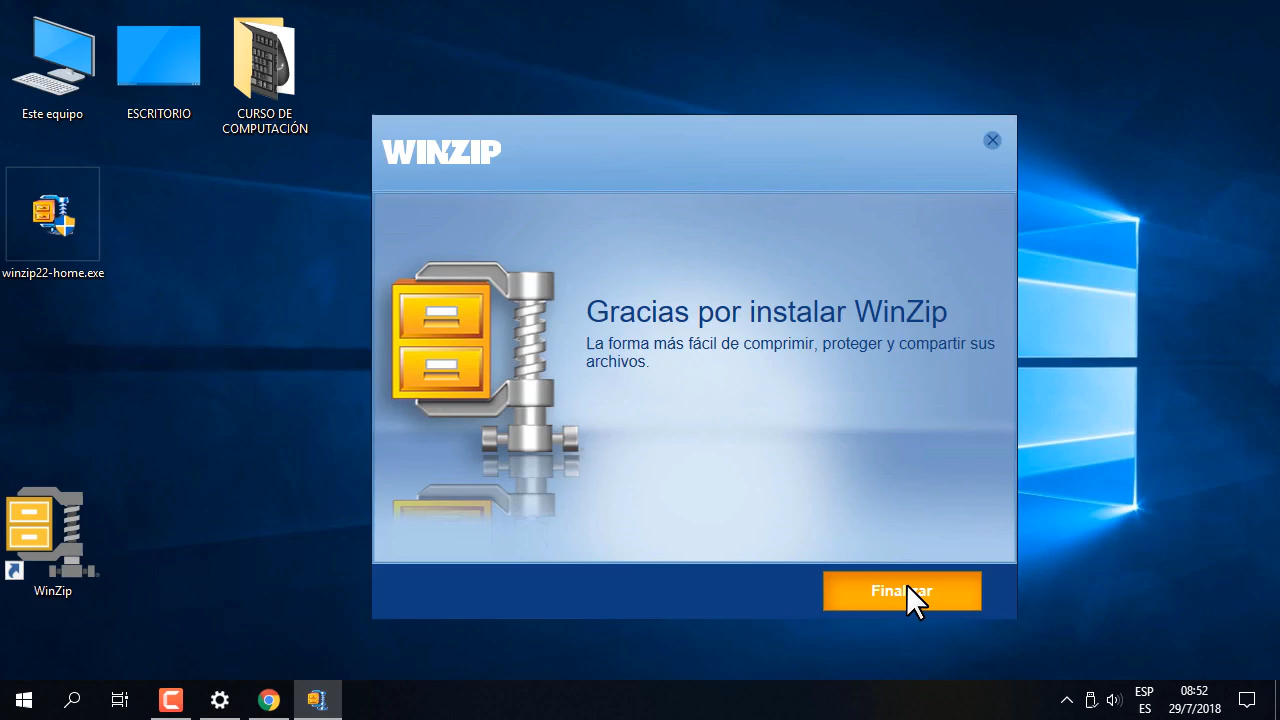 Este equipo
ESCRITORIO
CURSO DE
COMPUTACIÓN
winzip22-home.exe
WinZip
WINZIP
Gracias por instalar WinZip
La forma más fácil de comprimir, proteger y compartir sus
archivos.
Finalizar
ESP
ES
08:52
29/7/2018